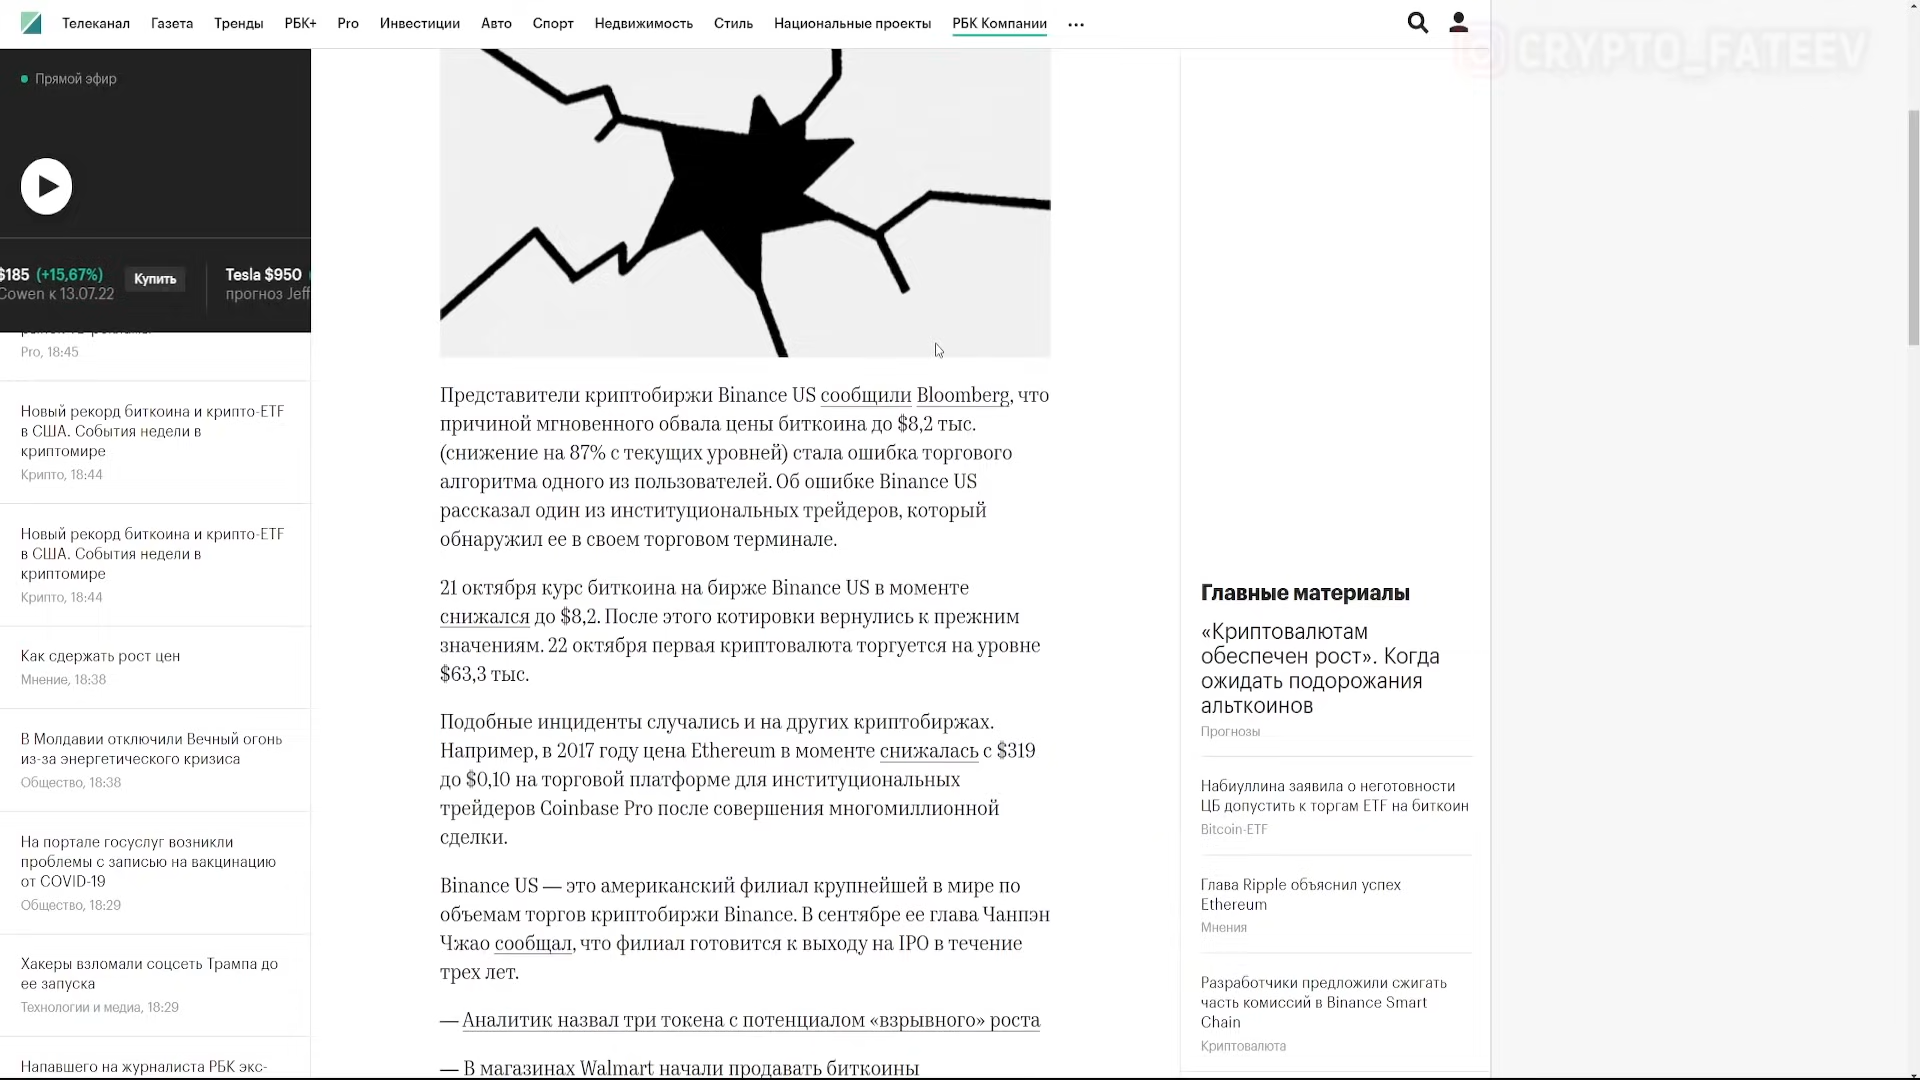 Телеканал Газета Тренды РБК+ Pro Инвестиции Авто Спорт Недвижимость Стиль Национальные проекты РБК Компании ...
CRYPTO_FATEEV
Прямой эфир
$185 (+15,67%) Купить Tesla $950
Cowen к 13.07.22 прогноз Jeff
Pro, 18:45
Новый рекорд биткоина и крипто-ETF
в США. События недели в
криптомире
Крипто, 18:44
Новый рекорд биткоина и крипто-ETF
в США. События недели в
криптомире
Крипто, 18:44
Как сдержать рост цен
Мнение, 18:38
В Молдавии отключили Вечный огонь
из-за энергетического кризиса
Общество, 18:38
На портале госуслуг возникли
проблемы с записью на вакцинацию
от COVID-19
Общество, 18:29
Хакеры взломали соцсеть Трампа до
ее запуска
Технологии и медиа, 18:29
Напавшего на журналиста РБК экс-
Представители криптобиржи Binance US сообщили Bloomberg, что
причиной мгновенного обвала цены биткоина до $8,2 тыс.
(снижение на 87% с текущих уровней) стала ошибка торгового
алгоритма одного из пользователей. Об ошибке Binance US
рассказал один из институциональных трейдеров, который
обнаружил ее в своем торговом терминале.
21 октября курс биткоина на бирже Binance US в моменте
снижался до $8,2. После этого котировки вернулись к прежним
значениям. 22 октября первая криптовалюта торгуется на уровне
$63,3 тыс.
Подобные инциденты случались и на других криптобиржах.
Например, в 2017 году цена Ethereum в моменте снижалась с $319
до $0,10 на торговой платформе для институциональных
трейдеров Coinbase Pro после совершения многомиллионной
сделки.
Binance US — это американский филиал крупнейшей в мире по
объемам торгов криптобиржи Binance. В сентябре ее глава Чанпэн
Чжао сообщал, что филиал готовится к выходу на IPO в течение
трех лет.
— Аналитик назвал три токена с потенциалом «взрывного» роста
— В магазинах Walmart начали продавать биткоины
Главные материалы
«Криптовалютам
обеспечен рост». Когда
ожидать подорожания
альткоинов
Прогнозы
Набиуллина заявила о неготовности
ЦБ допустить к торгам ETF на биткоин
Bitcoin-ETF
Глава Ripple объяснил успех
Ethereum
Мнения
Разработчики предложили сжигать
часть комиссий в Binance Smart
Chain
Криптовалюта